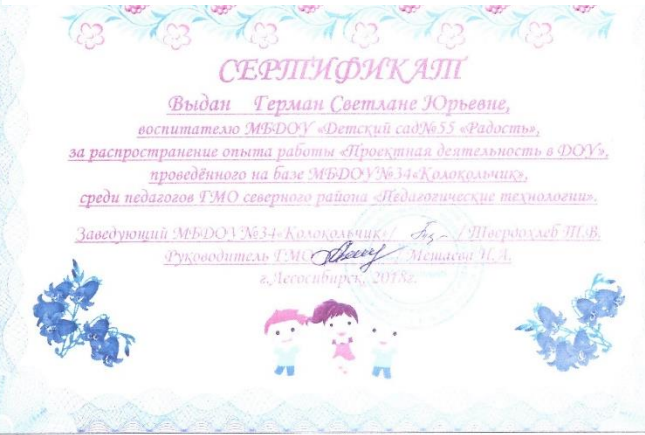 СЕРТИФИКАТ
Выдан Герман Светлане Юрьевне,
воспитателю МБДОУ «Детский сад№55 «Радость»,
за распространение опыта работы «Проектная деятельность в ДОУ»,
проведённого на базе МБДОУ№34«Колокольчик»,
среди педагогов ГМО северного района «Педагогические технологии».
Заведующий МБДОУ№34«Колокольчик»/ / Твердохлеб Т.В.
Руководитель ГМО / Мешаева И.А.
г.Лесосибирск, 2018г.